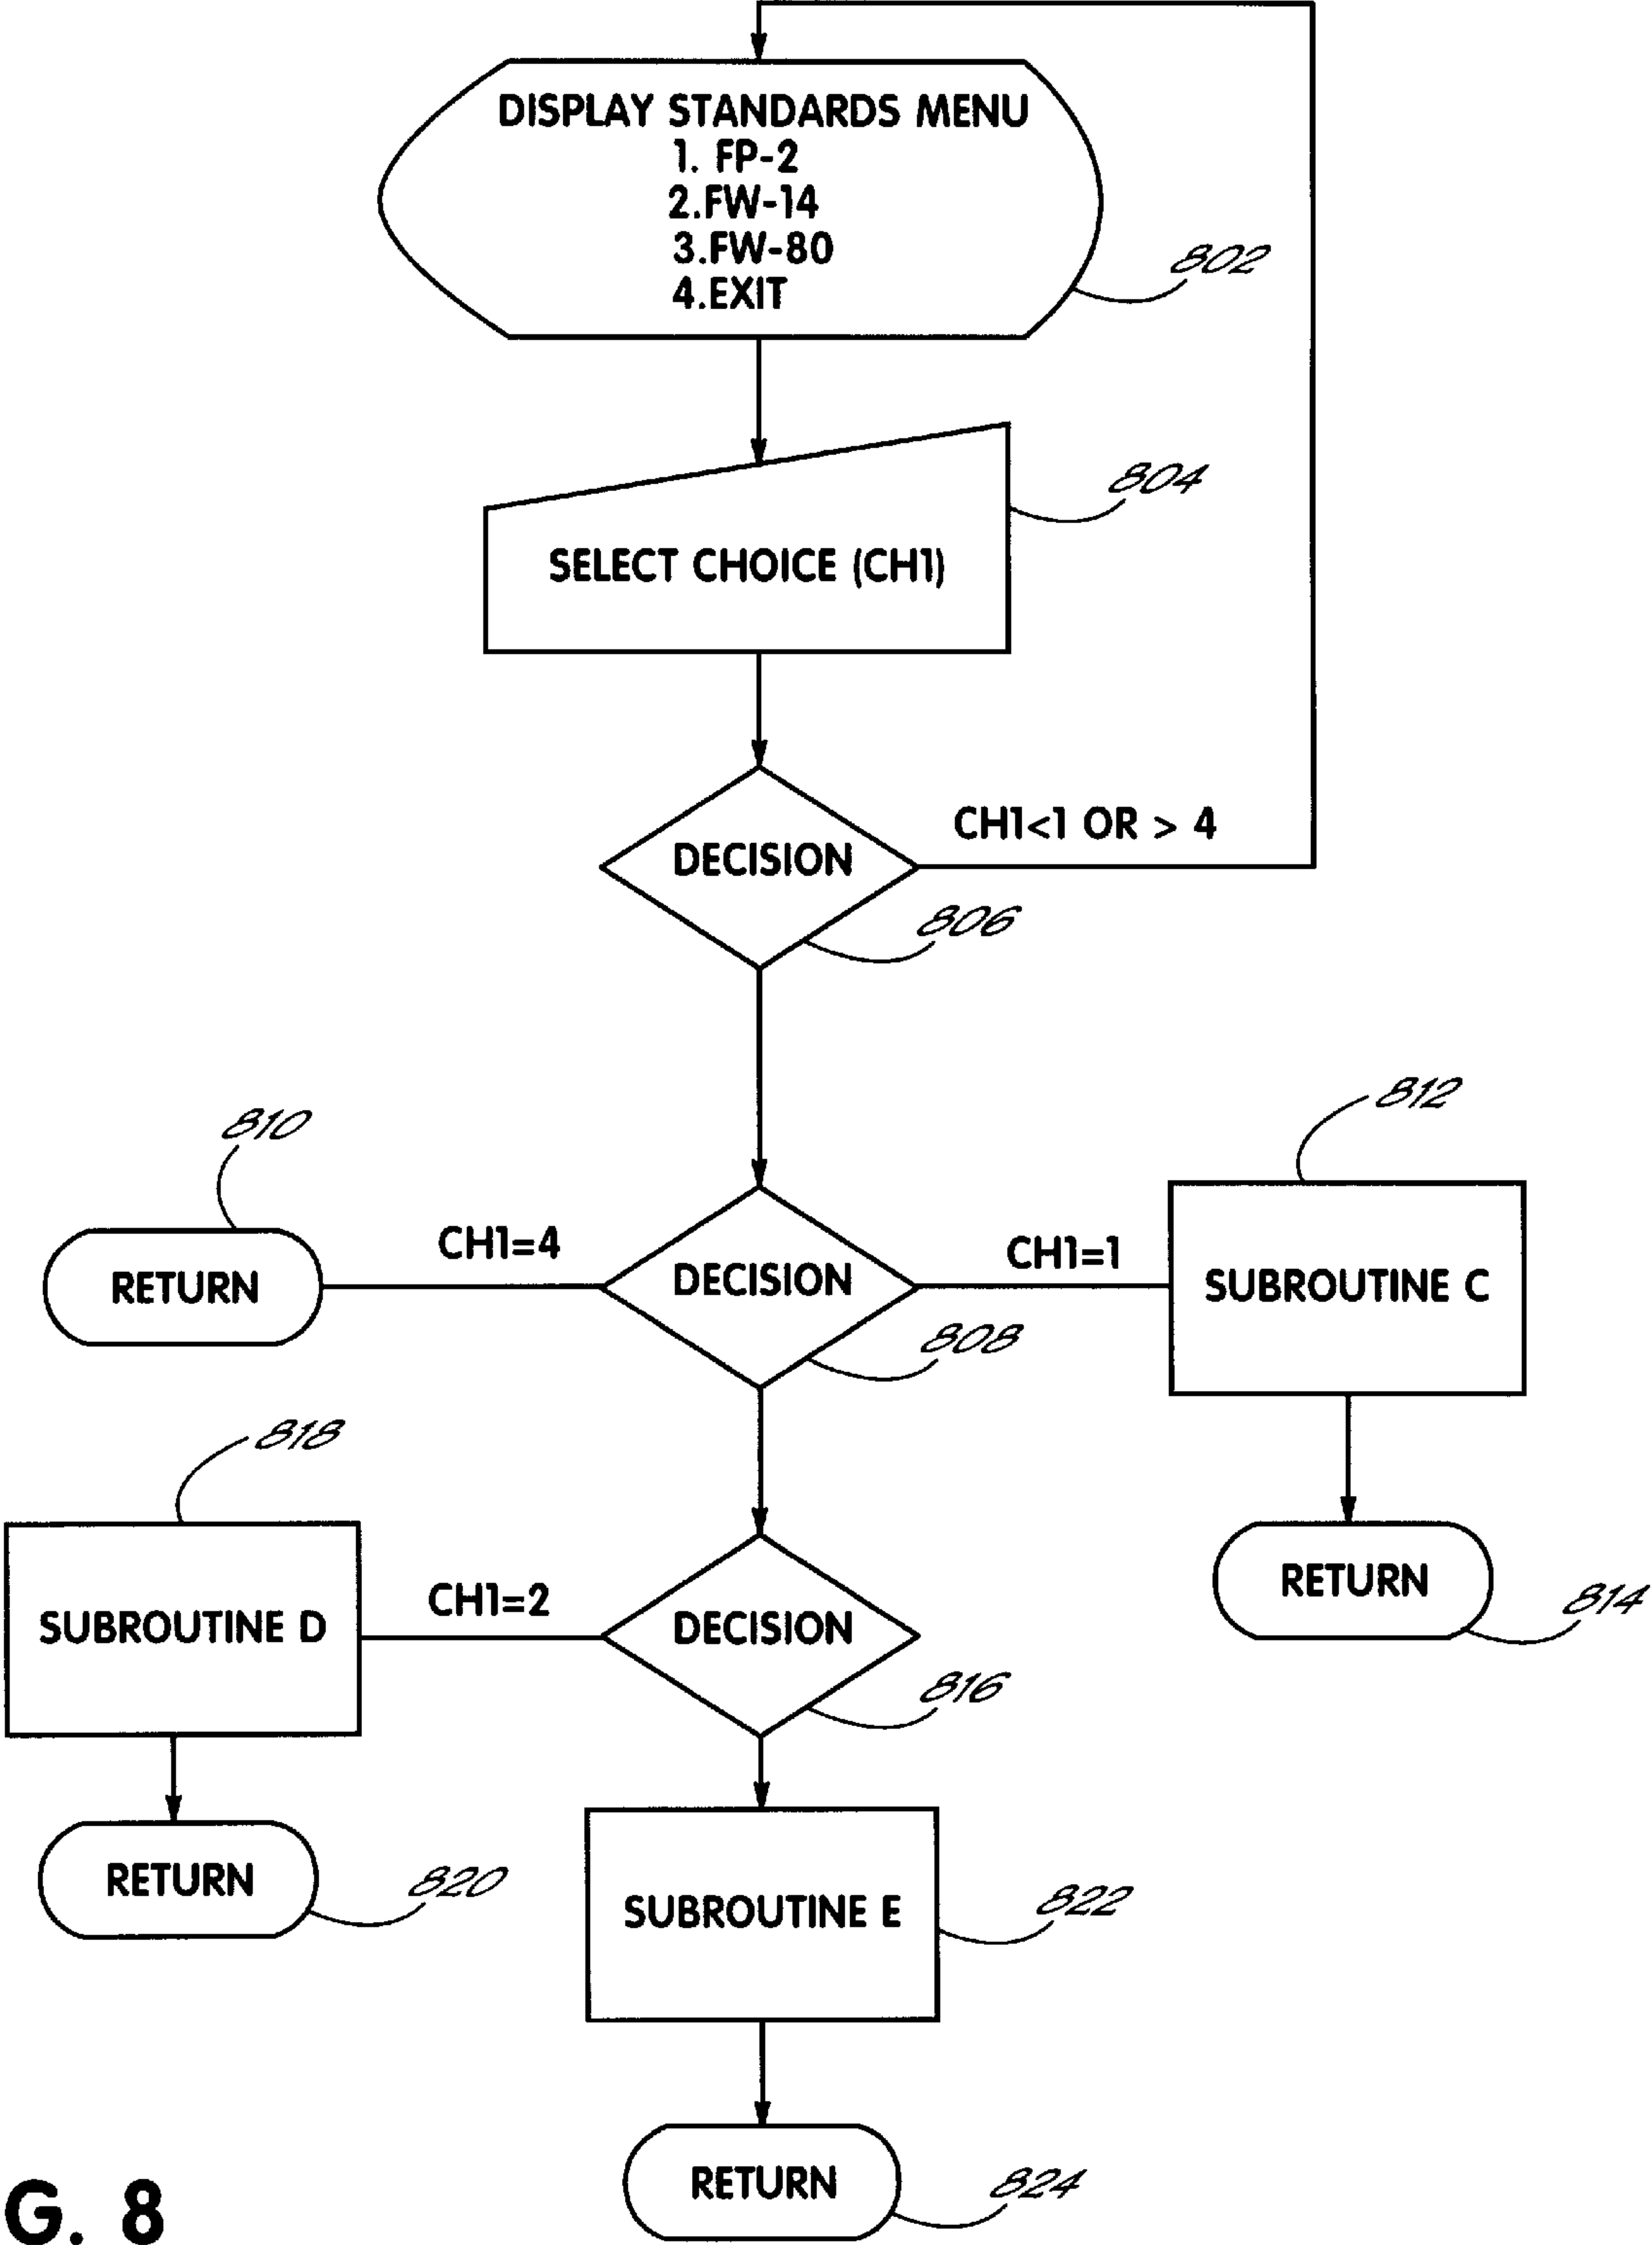 DISPLAY STANDARDS MENU
1. FP-2
2.FW-14
3.FW-80
4.EXIT
802
804
SELECT CHOICE (CH1)
CH1<1 OR > 4
DECISION
806
812
810
CH1=4
CH1=1
RETURN
DECISION
SUBROUTINE C
808
818
CH1=2
RETURN
814
SUBROUTINE D
DECISION
816
RETURN
820
SUBROUTINE E
822
RETURN
824
G. 8